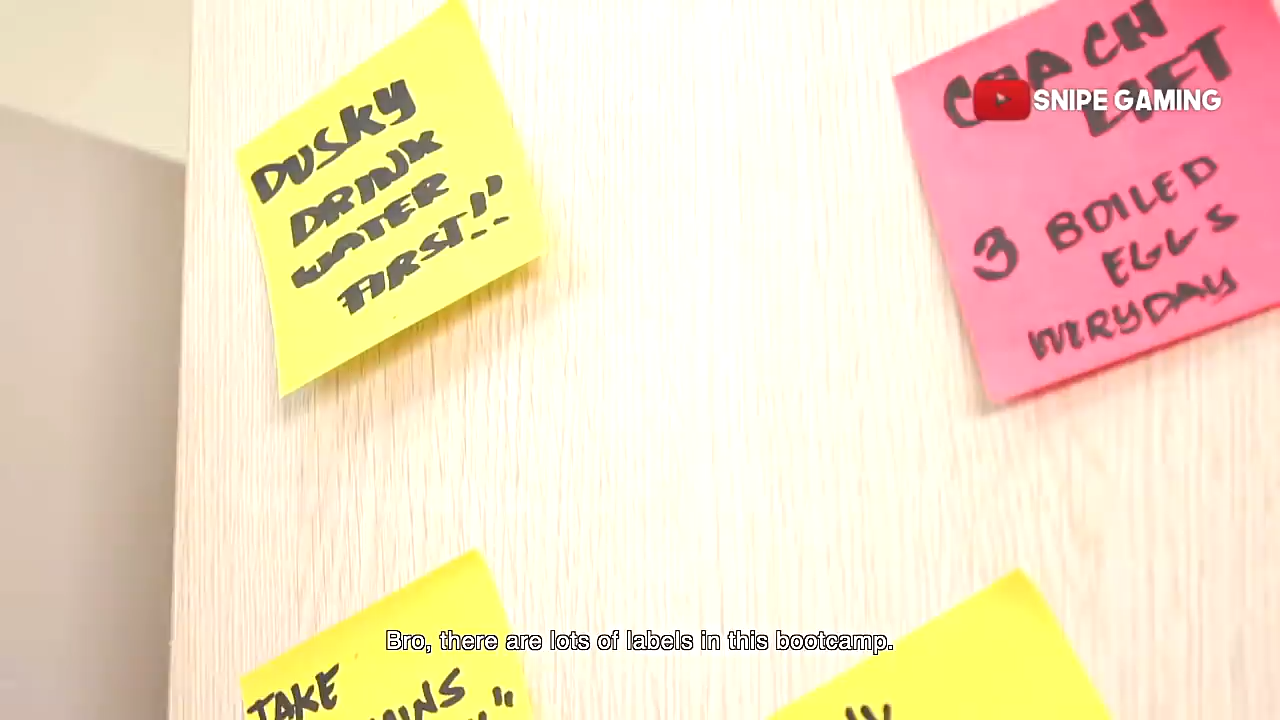 DUSKY
DRINK
WATER
FIRST!!
COACH
LIFT
3 BOILED
EGGS
EVERYDAY
SNIPE GAMING
TAKE
Bro, there are lots of labels in this bootcamp.